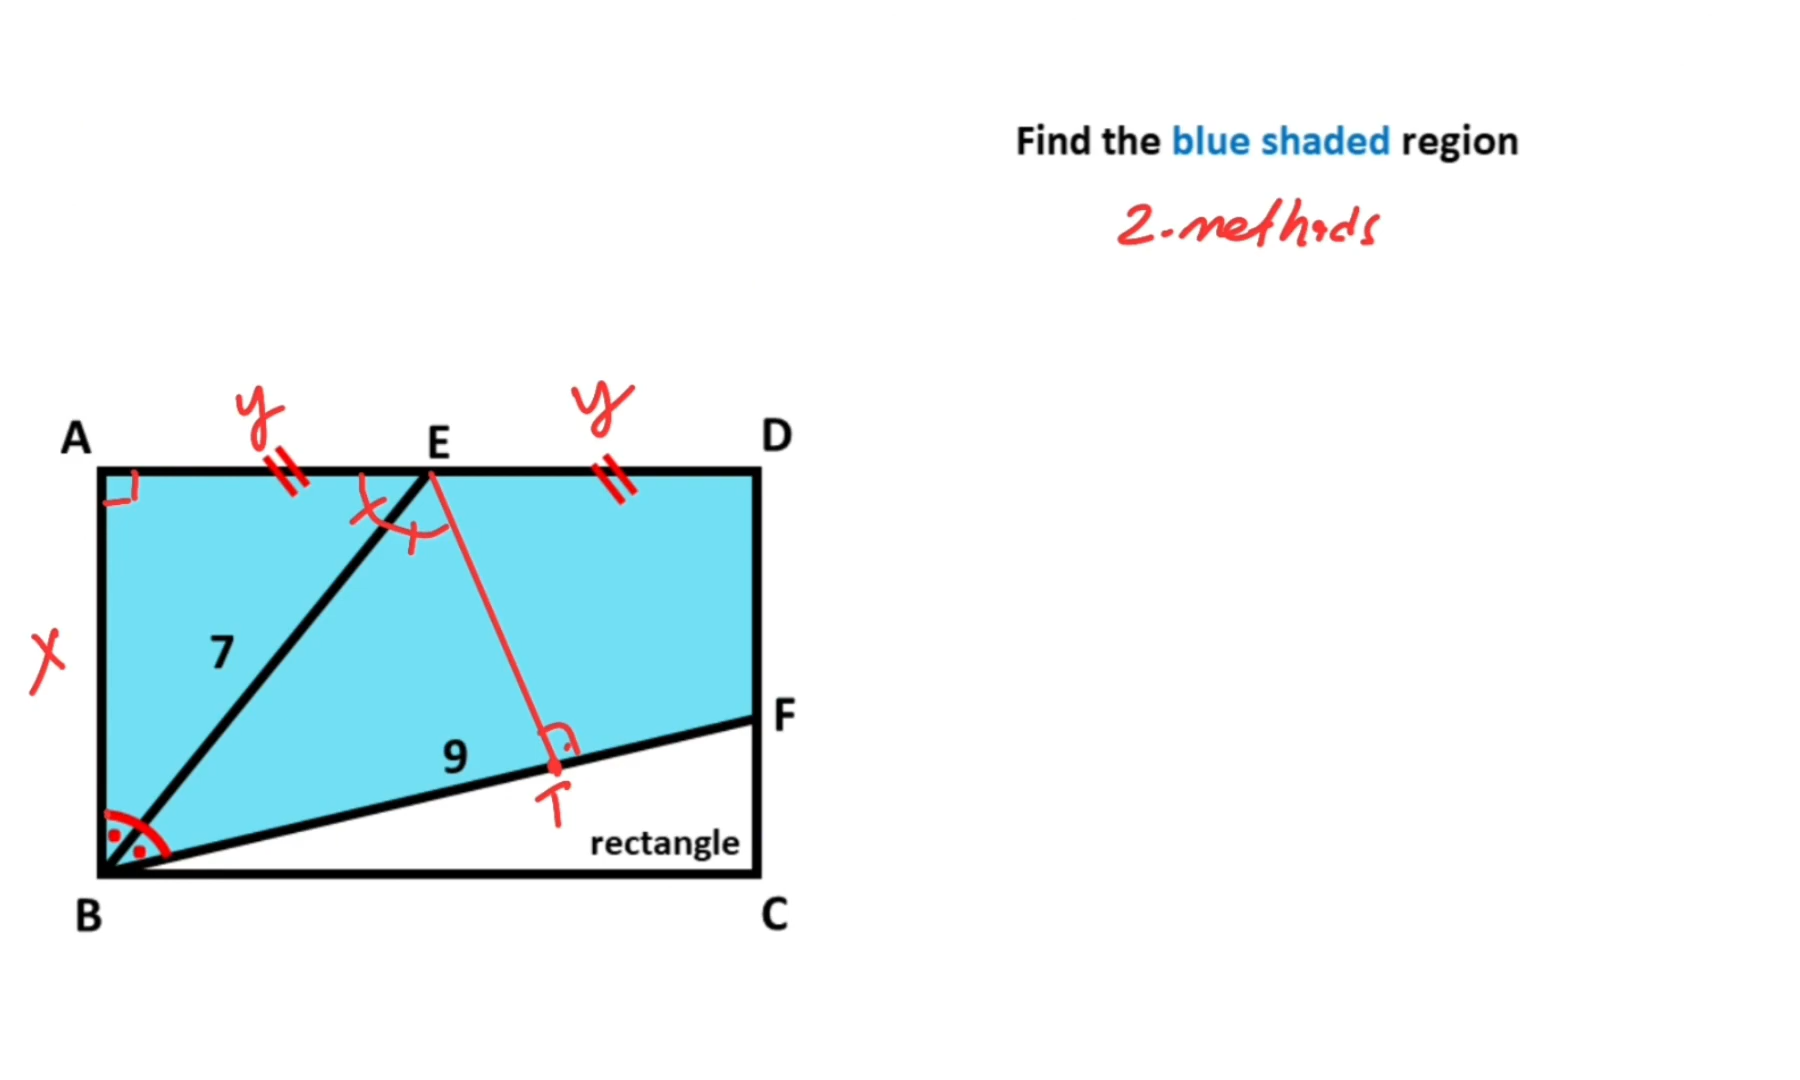 Find the blue shaded region
2.methods
y
y
A
E
D
x
7
F
9
T
rectangle
B
C